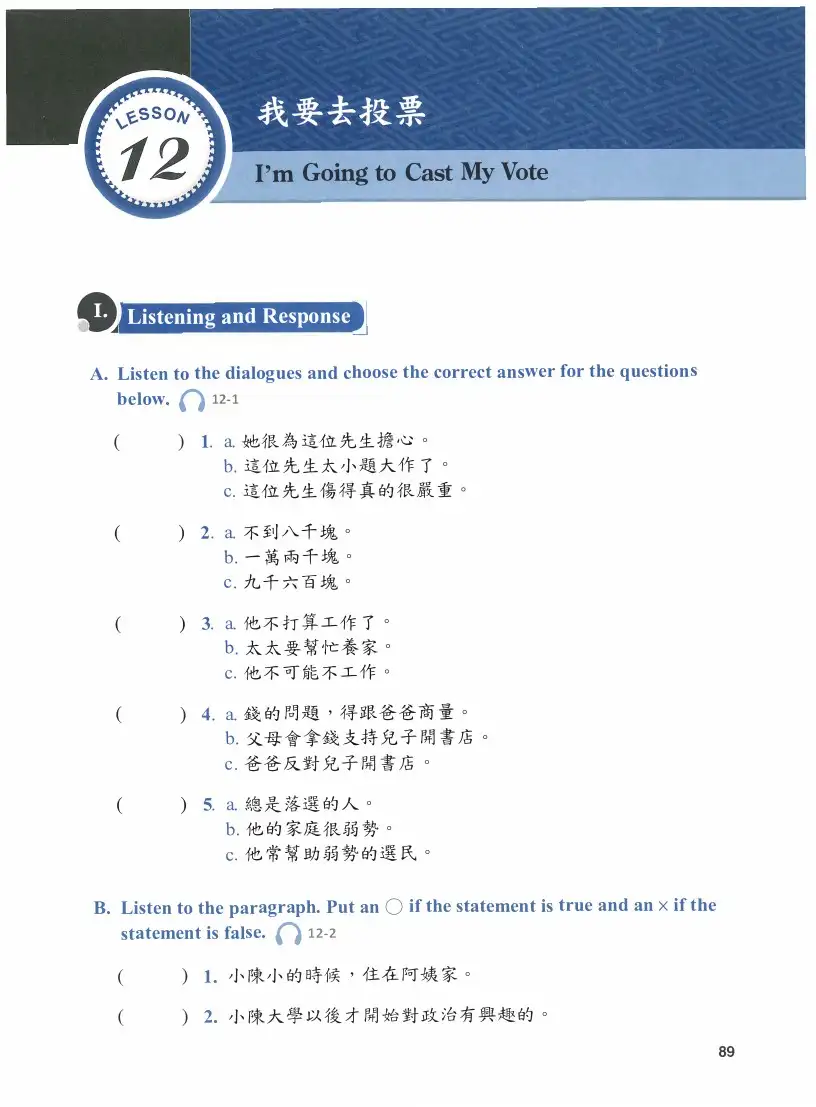 LESSON
12
我要去投票
I'm Going to Cast My Vote
I.
Listening and Response
A. Listen to the dialogues and choose the correct answer for the questions
below. 12-1
( ) 1. a. 她很為這位先生擔心。
b. 這位先生太小題大作了。
c. 這位先生傷得真的很嚴重。
( ) 2. a. 不到八千塊。
b. 一萬兩千塊。
c. 九千六百塊。
( ) 3. a. 他不打算工作了。
b. 太太要幫忙養家。
c. 他不可能不工作。
( ) 4. a. 錢的問題，得跟爸爸商量。
b. 父母會拿錢支持兒子開書店。
c. 爸爸反對兒子開書店。
( ) 5. a. 總是落選的人。
b. 他的家庭很弱勢。
c. 他常幫助弱勢的選民。
B. Listen to the paragraph. Put an ○ if the statement is true and an × if the
statement is false. 12-2
( ) 1. 小陳小的時候，住在阿姨家。
( ) 2. 小陳大學以後才開始對政治有興趣的。
89